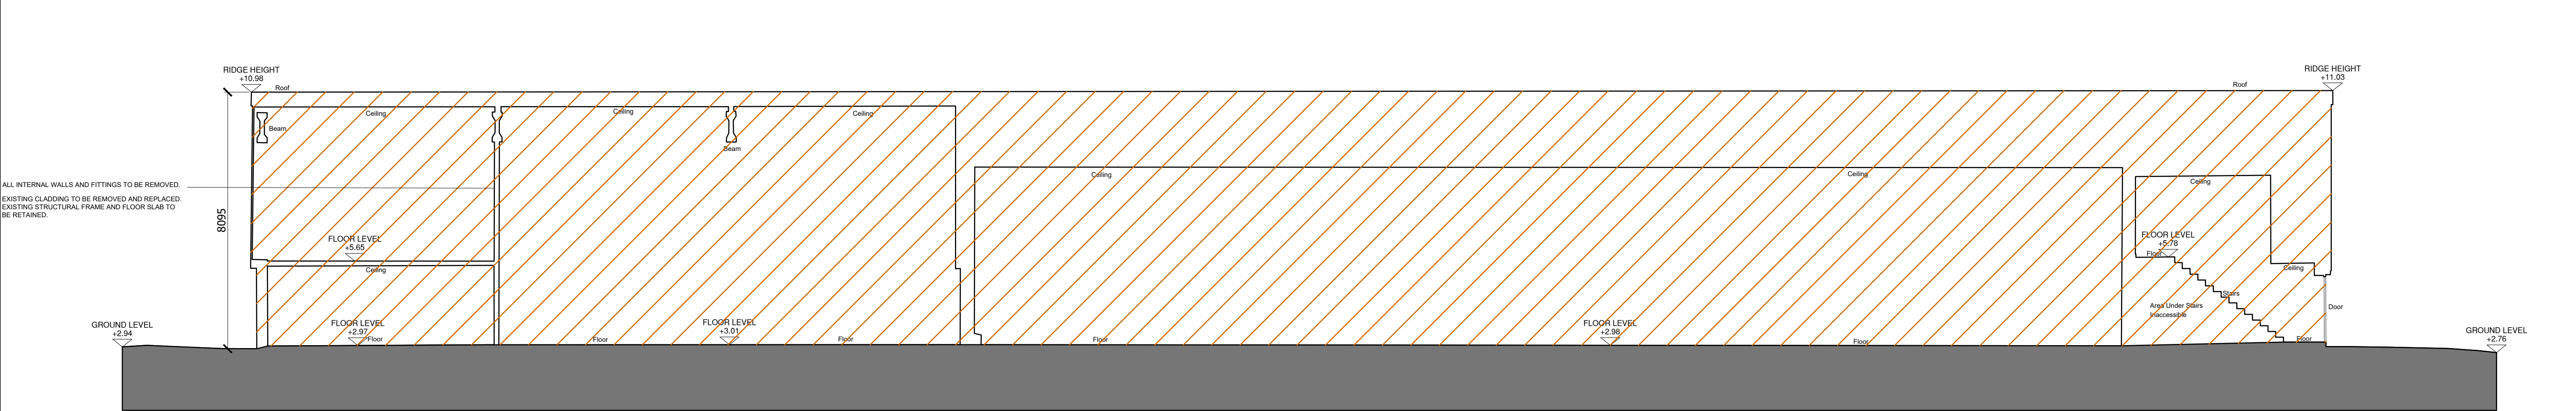 RIDGE HEIGHT
+10.98
Roof
RIDGE HEIGHT
+11.03
Roof
Ceiling
Ceiling
Ceiling
Beam
Beam
Ceiling
Ceiling
Ceiling
ALL INTERNAL WALLS AND FITTINGS TO BE REMOVED.
EXISTING CLADDING TO BE REMOVED AND REPLACED.
EXISTING STRUCTURAL FRAME AND FLOOR SLAB TO
BE RETAINED.
8095
FLOOR LEVEL
+5.65
Ceiling
FLOOR LEVEL
+5.78
Floor
Ceiling
Stairs
Area Under Stairs
Inaccessible
Door
GROUND LEVEL
+2.94
FLOOR LEVEL
+2.97
Floor
Floor
FLOOR LEVEL
+3.01
Floor
Floor
FLOOR LEVEL
+2.98
Floor
Floor
GROUND LEVEL
+2.76